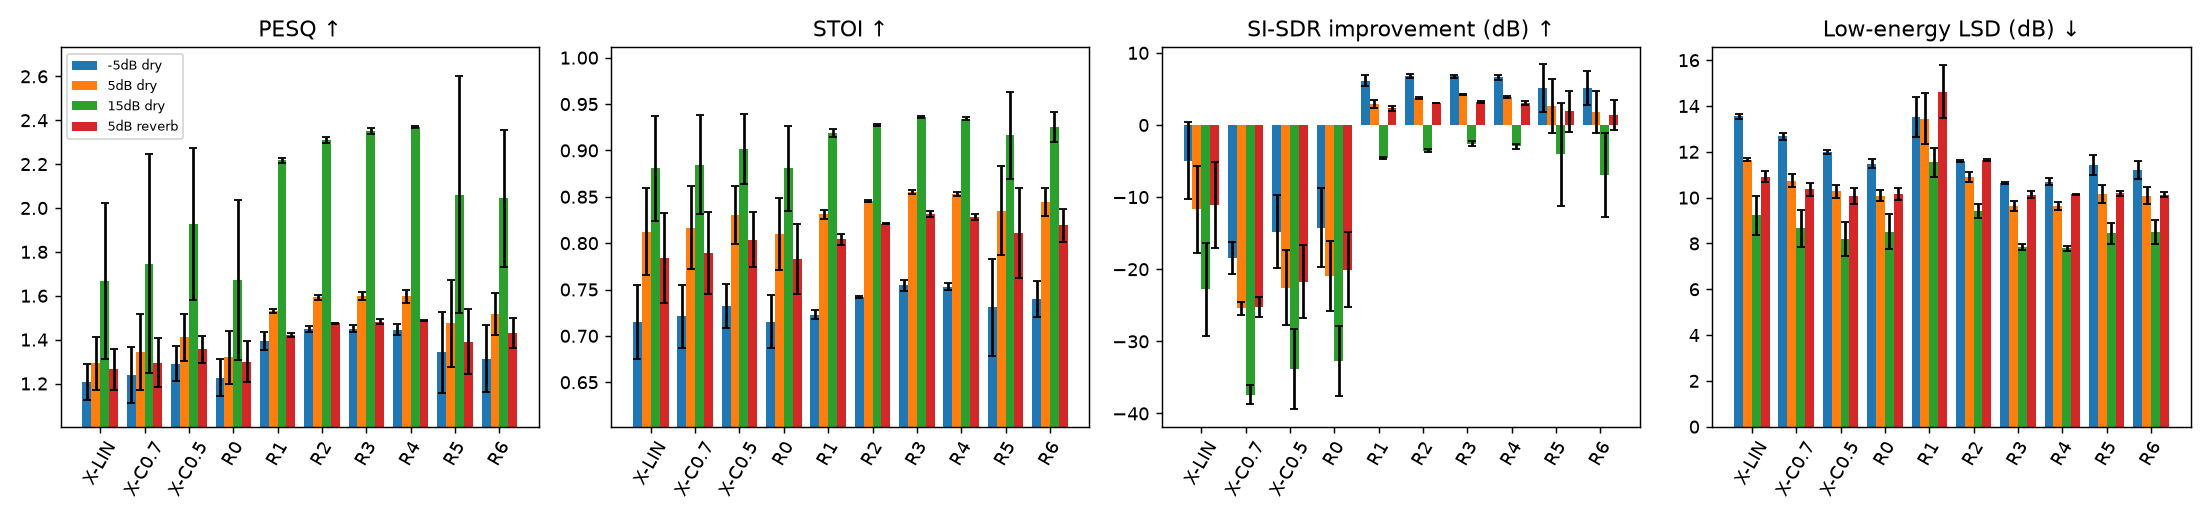 PESQ ↑
2.6
2.4
2.2
2.0
1.8
1.6
1.4
1.2
-5dB dry
5dB dry
15dB dry
5dB reverb
X-LIN
X-C0.7
X-C0.5
R0
R1
R2
R3
R4
R5
R6
STOI ↑
1.00
0.95
0.90
0.85
0.80
0.75
0.70
0.65
X-LIN
X-C0.7
X-C0.5
R0
R1
R2
R3
R4
R5
R6
SI-SDR improvement (dB) ↑
10
0
−10
−20
−30
−40
X-LIN
X-C0.7
X-C0.5
R0
R1
R2
R3
R4
R5
R6
Low-energy LSD (dB) ↓
16
14
12
10
8
6
4
2
0
X-LIN
X-C0.7
X-C0.5
R0
R1
R2
R3
R4
R5
R6